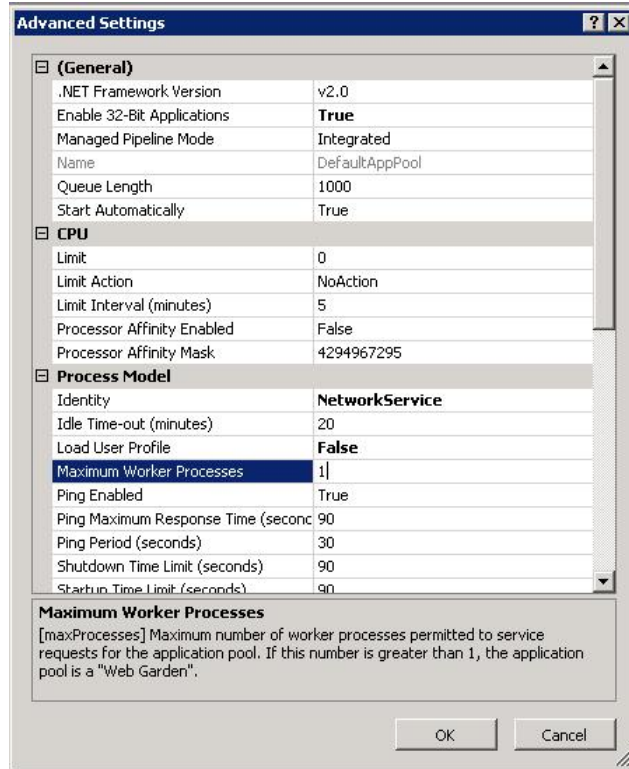 Advanced Settings
(General)
.NET Framework Version v2.0
Enable 32-Bit Applications True
Managed Pipeline Mode Integrated
Name DefaultAppPool
Queue Length 1000
Start Automatically True
CPU
Limit 0
Limit Action NoAction
Limit Interval (minutes) 5
Processor Affinity Enabled False
Processor Affinity Mask 4294967295
Process Model
Identity NetworkService
Idle Time-out (minutes) 20
Load User Profile False
Maximum Worker Processes 1
Ping Enabled True
Ping Maximum Response Time (second 90
Ping Period (seconds) 30
Shutdown Time Limit (seconds) 90
Startup Time Limit (seconds) 90
Maximum Worker Processes
[maxProcesses] Maximum number of worker processes permitted to service
requests for the application pool. If this number is greater than 1, the application
pool is a "Web Garden".
OK Cancel